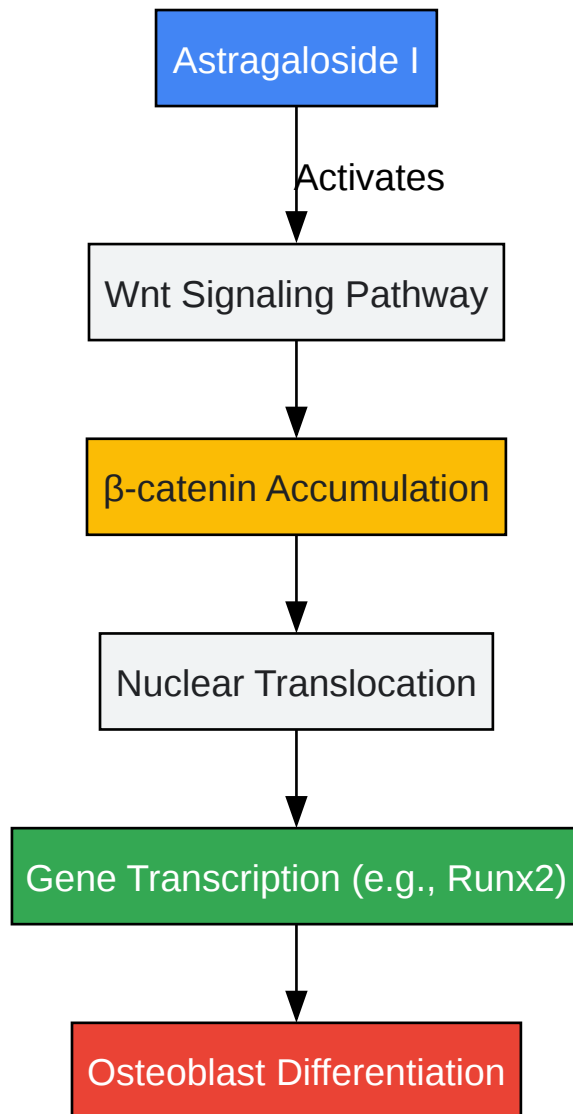 Astragaloside I
Activates
Wnt Signaling Pathway
β-catenin Accumulation
Nuclear Translocation
Gene Transcription (e.g., Runx2)
Osteoblast Differentiation